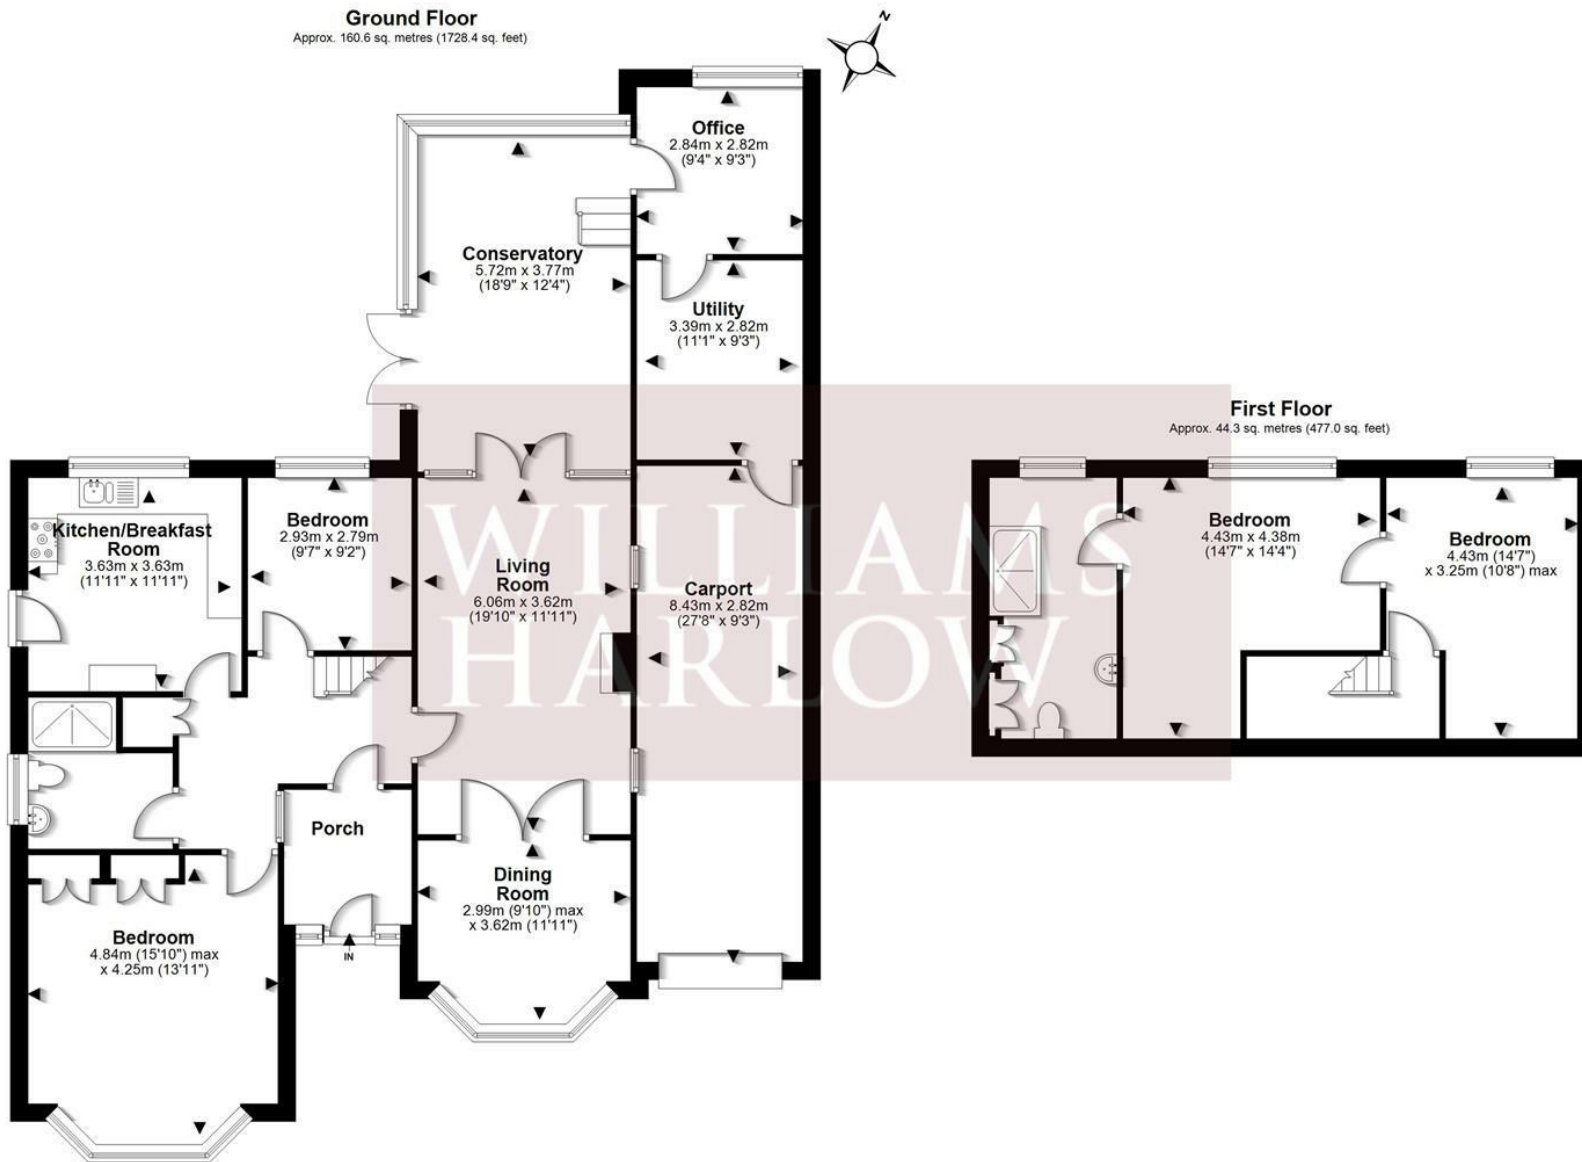 Ground Floor
Approx. 160.6 sq. metres (1728.4 sq. feet)
N
Office
2.84m x 2.82m
(9'4" x 9'3")
Conservatory
5.72m x 3.77m
(18'9" x 12'4")
Utility
3.39m x 2.82m
(11'1" x 9'3")
Kitchen/Breakfast
Room
3.63m x 3.63m
(11'11" x 11'11")
Bedroom
2.93m x 2.79m
(9'7" x 9'2")
Living
Room
6.06m x 3.62m
(19'10" x 11'11")
Carport
8.43m x 2.82m
(27'8" x 9'3")
Porch
Dining
Room
2.99m (9'10") max
x 3.62m (11'11")
Bedroom
4.84m (15'10") max
x 4.25m (13'11")
IN
First Floor
Approx. 44.3 sq. metres (477.0 sq. feet)
Bedroom
4.43m x 4.38m
(14'7" x 14'4")
Bedroom
4.43m (14'7")
x 3.25m (10'8") max
WILLIAMS
HARLOW